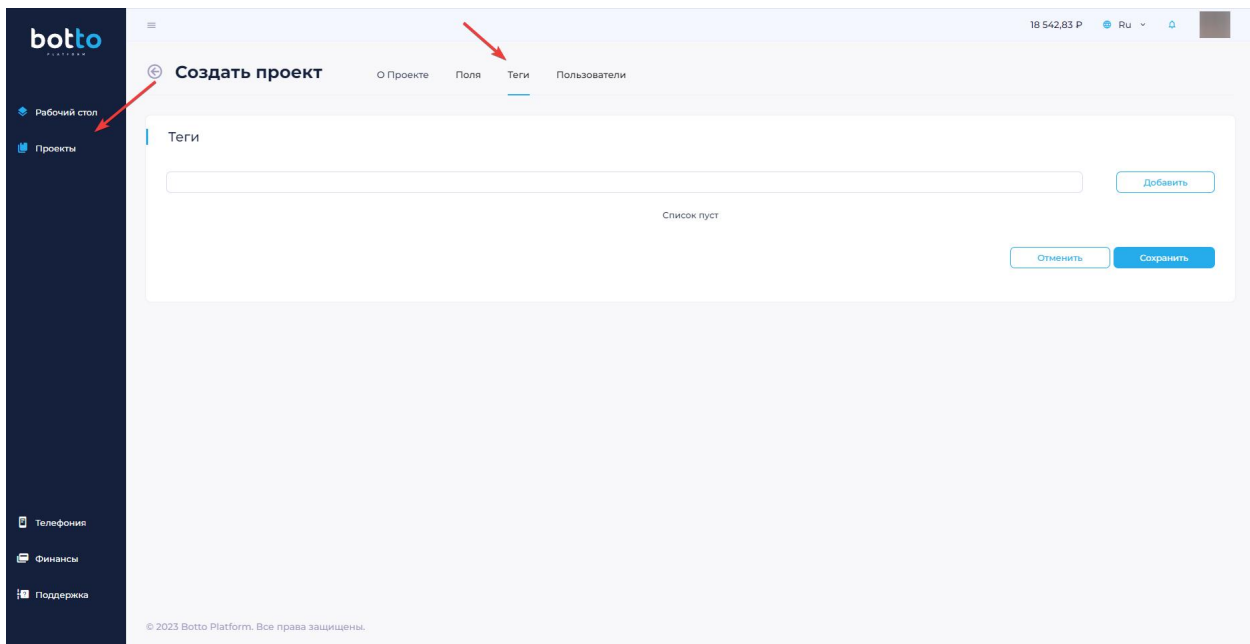 botto
PLATFORM
18 542,83 ₽ Ru
Создать проект О Проекте Поля Теги Пользователи
Рабочий стол
Проекты
Теги
Добавить
Список пуст
Отменить Сохранить
Телефония
Финансы
Поддержка
© 2023 Botto Platform. Все права защищены.